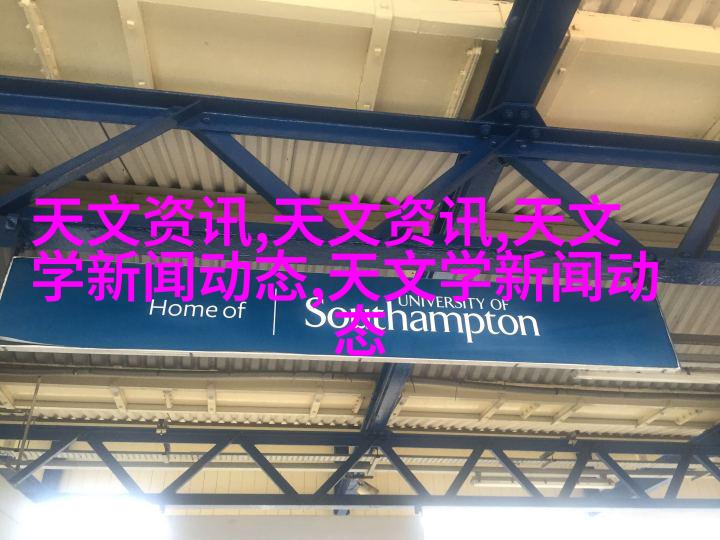 天文资讯,天文资讯,天文
学新闻动态,天文学新闻动
态
Home of
UNIVERSITY OF
Southampton